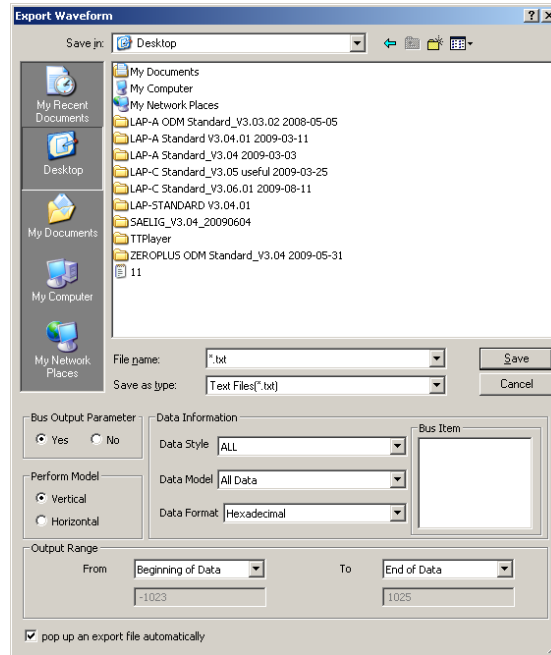 Export Waveform
Save in: Desktop
My Recent Documents
Desktop
My Documents
My Computer
My Network Places
My Documents
My Computer
My Network Places
LAP-A ODM Standard_V3.03.02 2008-05-05
LAP-A Standard V3.04.01 2009-03-11
LAP-A Standard_V3.04 2009-03-03
LAP-C Standard_V3.05 useful 2009-03-25
LAP-C Standard_V3.06.01 2009-08-11
LAP-STANDARD V3.04.01
SAELIG_V3.04_20090604
TTPlayer
ZEROPLUS ODM Standard_V3.04 2009-05-31
11
File name: *.txt Save
Save as type: Text Files(*.txt) Cancel
Bus Output Parameter
Yes No
Perform Model
Vertical
Horizontal
Data Information
Data Style ALL
Data Model All Data
Data Format Hexadecimal
Bus Item
Output Range
From Beginning of Data To End of Data
-1023 1025
pop up an export file automatically